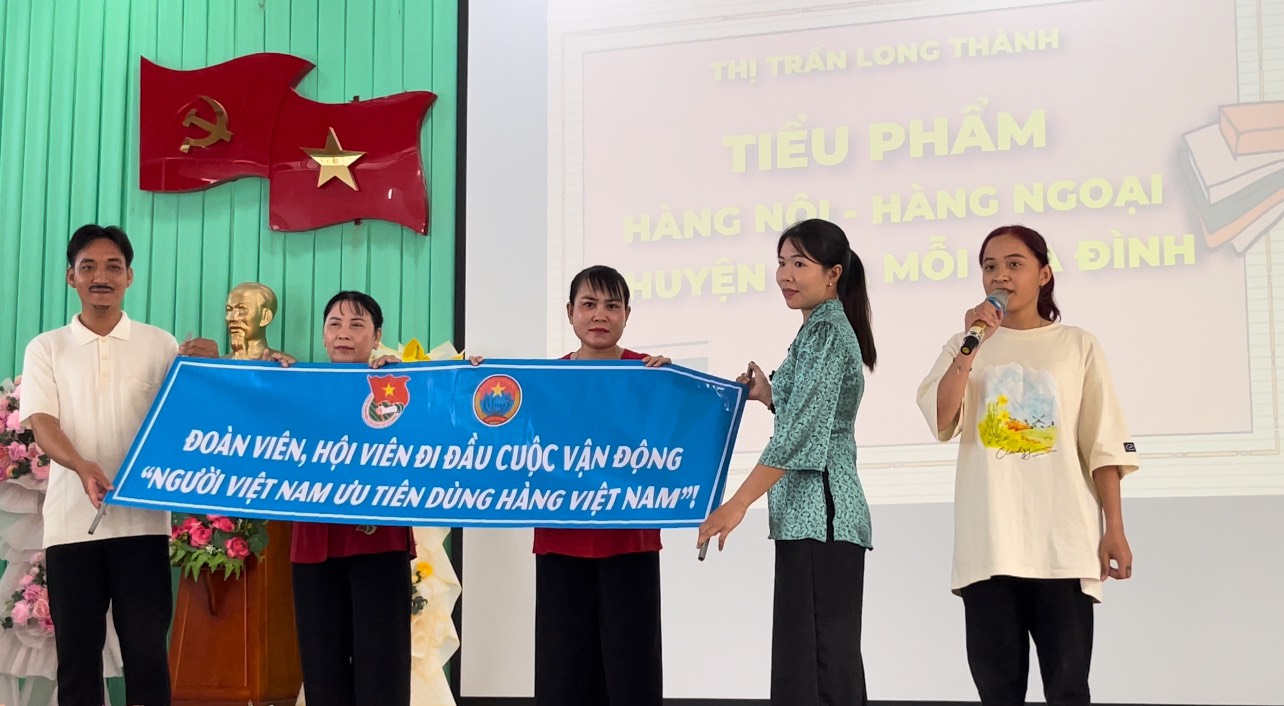 THỊ TRẤN LONG THÀNH
TIỂU PHẨM
HÀNG NỘI - HÀNG NGOẠI
MỖI ĐÌNH
ĐOÀN VIÊN, HỘI VIÊN ĐI ĐẦU CUỘC VẬN ĐỘNG
“NGƯỜI VIỆT NAM ƯU TIÊN DÙNG HÀNG VIỆT NAM”!